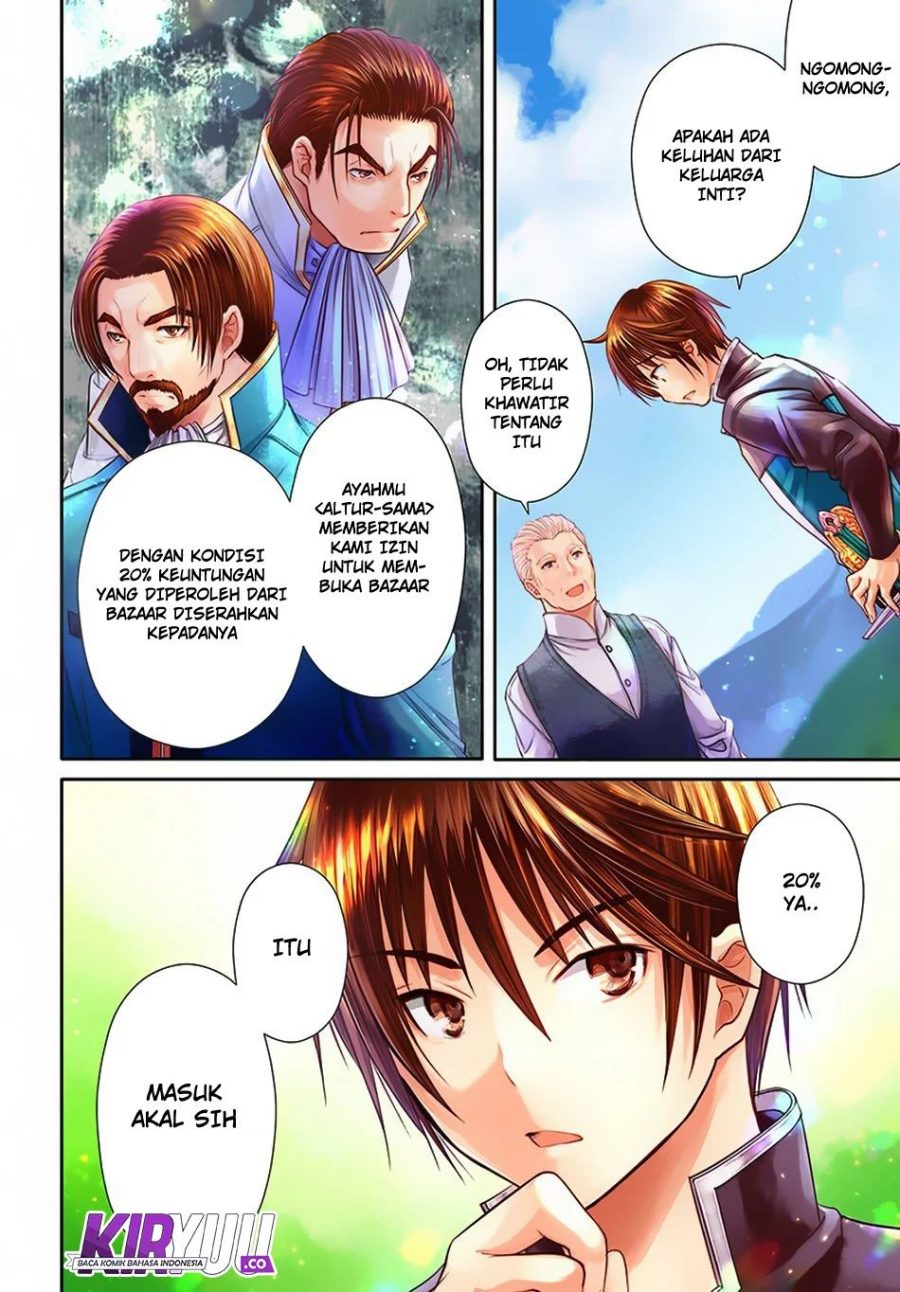 NGOMONG-
NGOMONG,
APAKAH ADA
KELUHAN DARI
KELUARGA
INTI?
OH, TIDAK
PERLU
KHAWATIR
TENTANG
ITU
AYAHMU
<ALTUR-SAMA>
MEMBERIKAN
KAMI IZIN
UNTUK MEM-
BUKA BAZAAR
DENGAN KONDISI
20% KEUNTUNGAN
YANG DIPEROLEH DARI
BAZAAR DISERAHKAN
KEPADANYA
20%
YA..
ITU
MASUK
AKAL SIH
KIRYUU
BACA KOMIK BAHASA INDONESIA
.CO